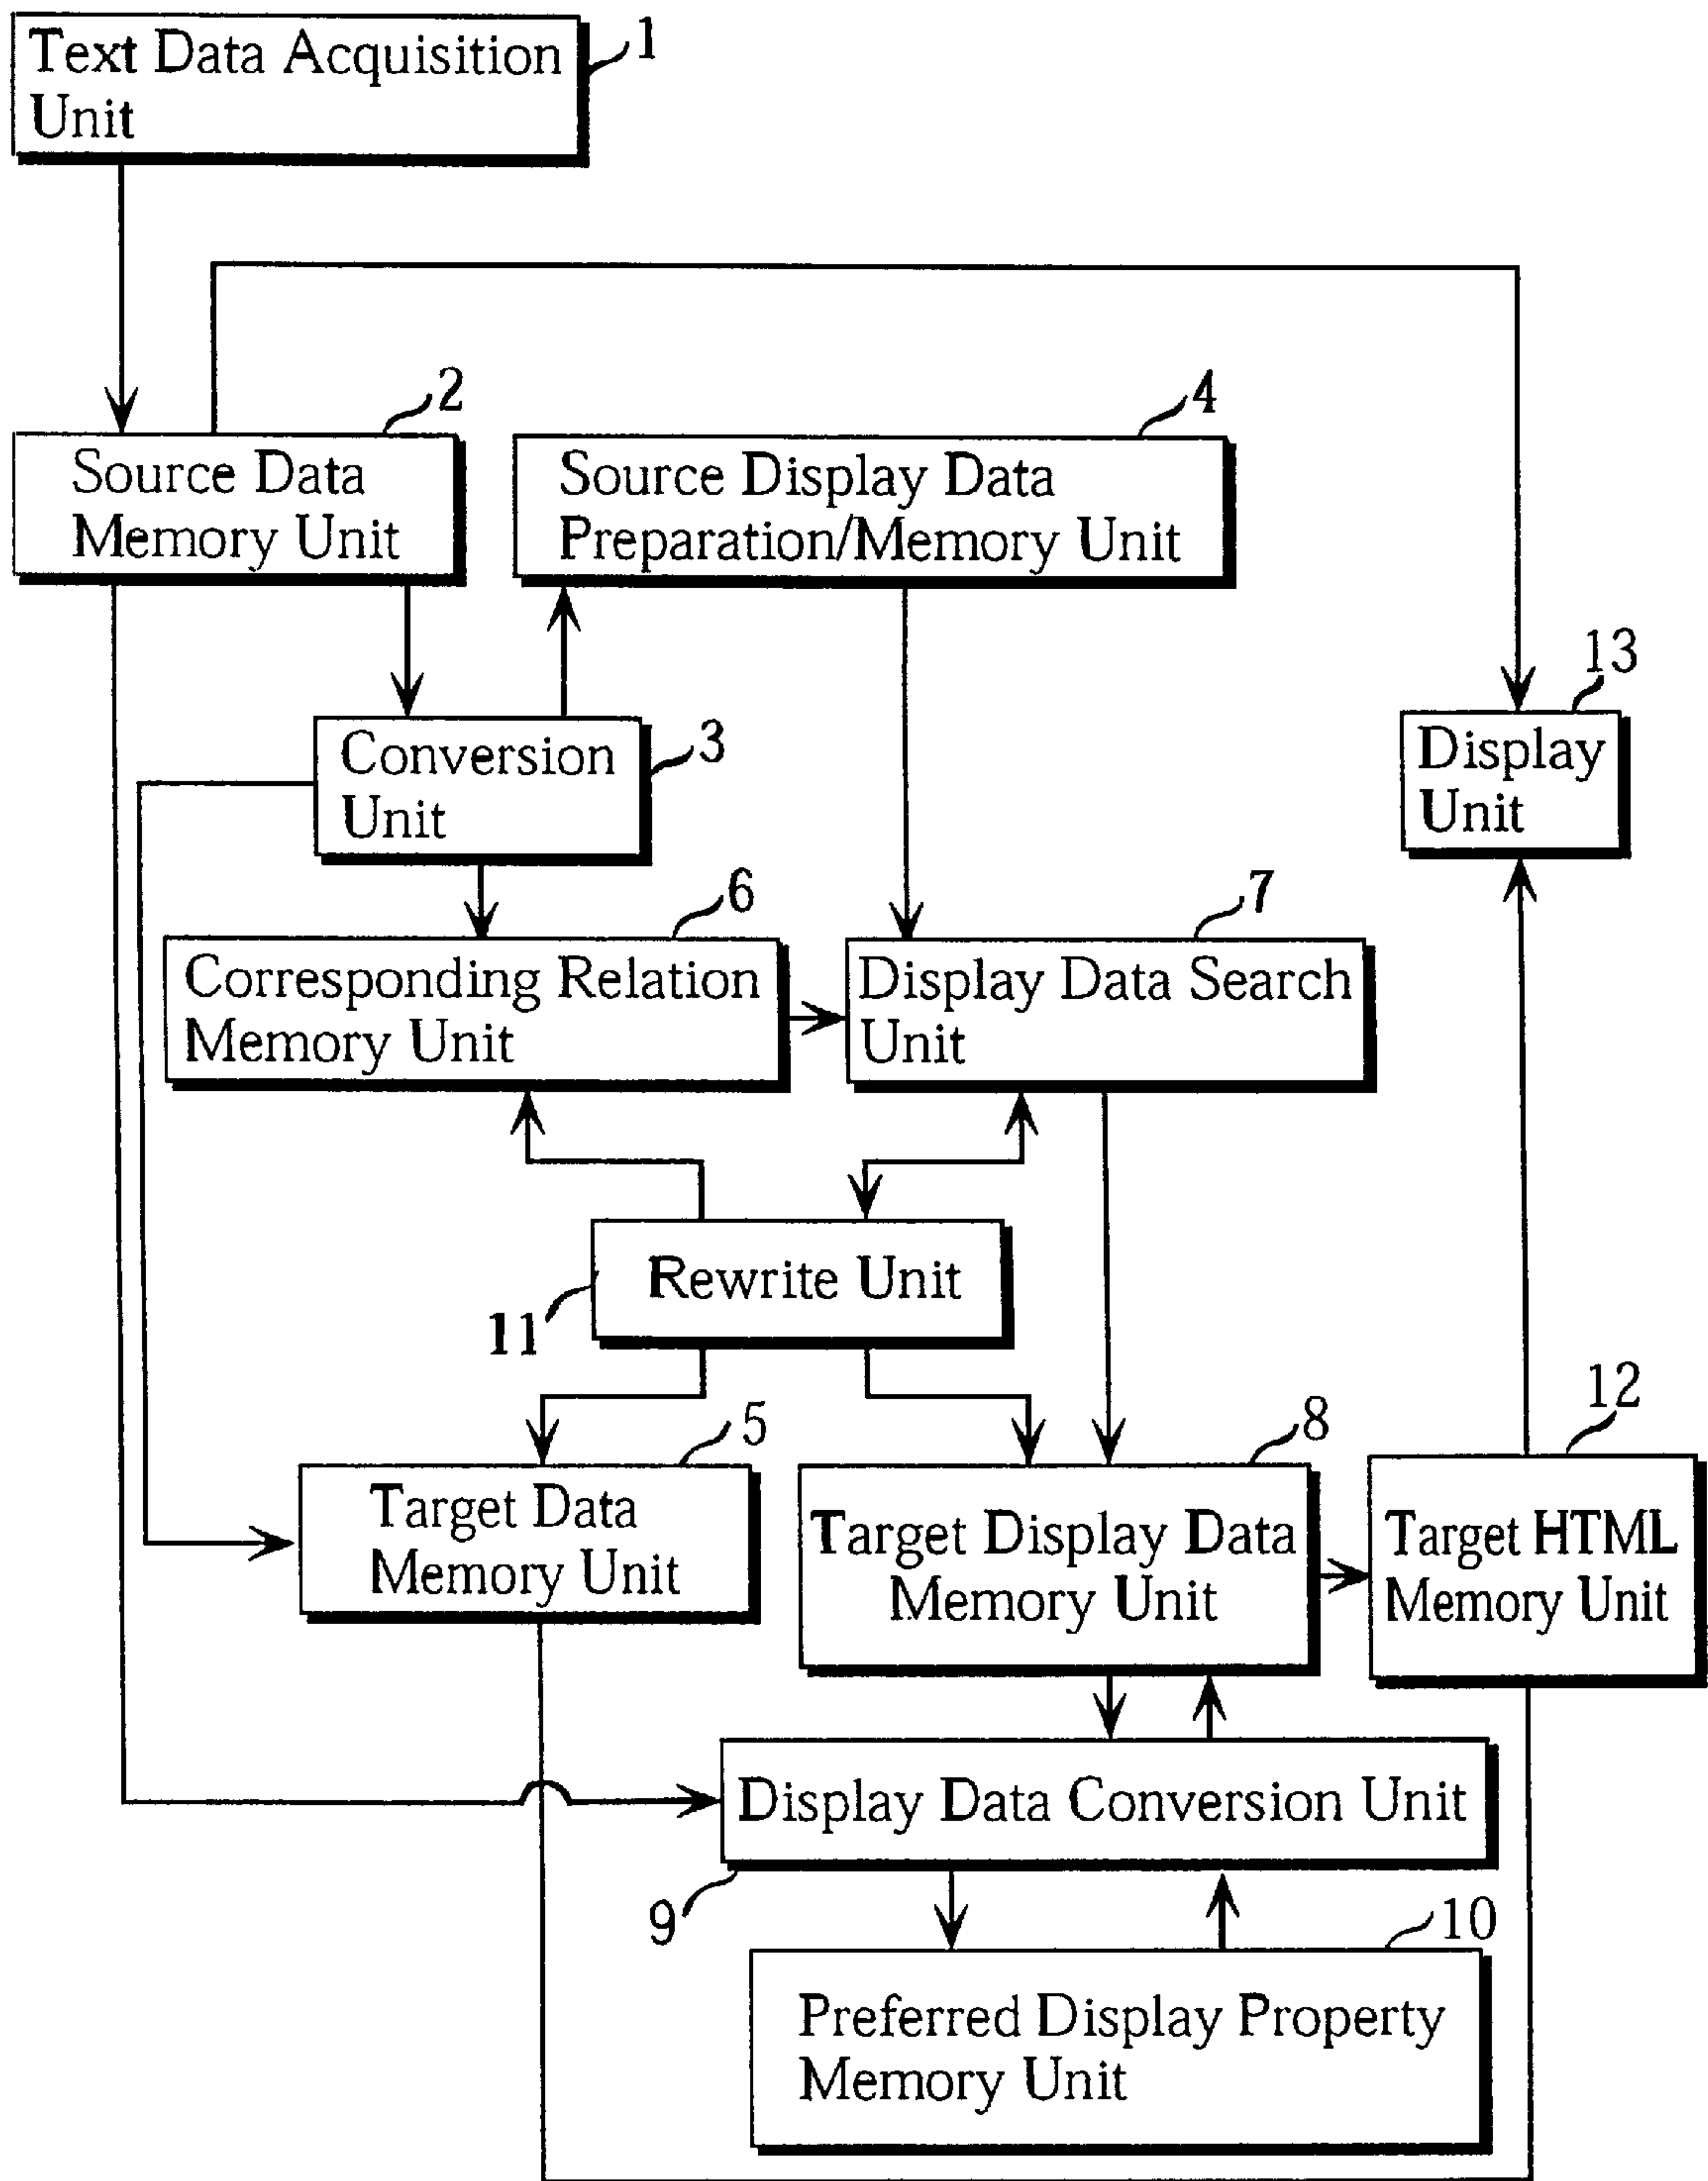 Text Data Acquisition
Unit
1
2
Source Data
Memory Unit
4
Source Display Data
Preparation/Memory Unit
3
Conversion
Unit
13
Display
Unit
6
Corresponding Relation
Memory Unit
7
Display Data Search
Unit
Rewrite Unit
11
5
Target Data
Memory Unit
8
Target Display Data
Memory Unit
12
Target HTML
Memory Unit
Display Data Conversion Unit
9
10
Preferred Display Property
Memory Unit